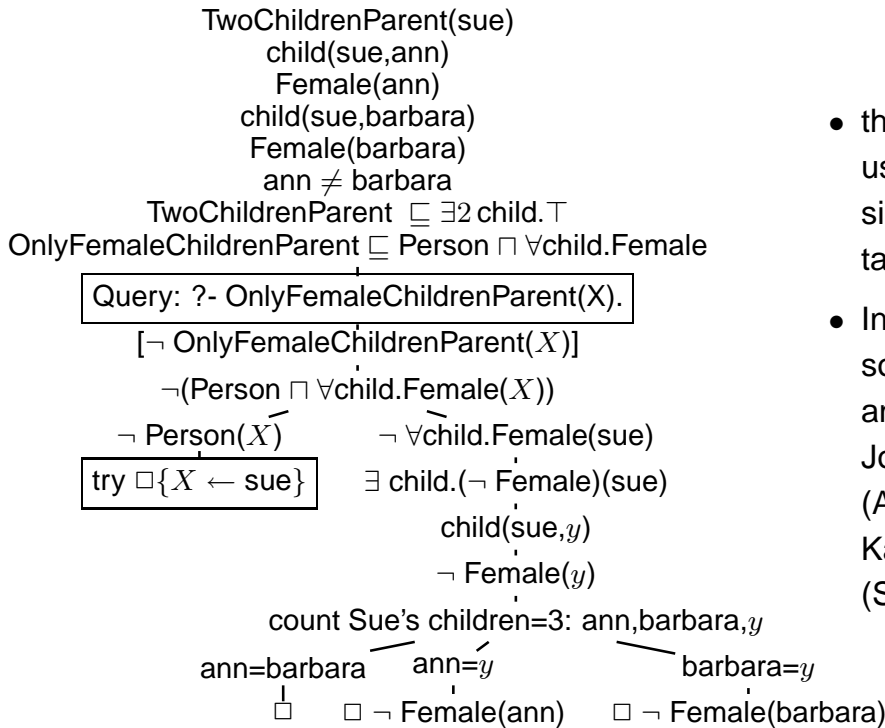 TwoChildrenParent(sue)
child(sue,ann)
Female(ann)
child(sue,barbara)
Female(barbara)
ann ≠ barbara
TwoChildrenParent ⊑ ∃2 child.⊤
OnlyFemaleChildrenParent ⊑ Person ⊓ ∀child.Female
Query: ?- OnlyFemaleChildrenParent(X).
[¬ OnlyFemaleChildrenParent(X)]
¬(Person ⊓ ∀child.Female(X))
¬ Person(X) ¬ ∀child.Female(sue)
try □{X ← sue} ∃ child.(¬ Female)(sue)
child(sue,y)
¬ Female(y)
count Sue's children=3: ann,barbara,y
ann=barbara ann=y barbara=y
□ □ ¬ Female(ann) □ ¬ Female(barbara)
• th
us
si
ta
• In
so
ar
Jo
(A
Ka
(S